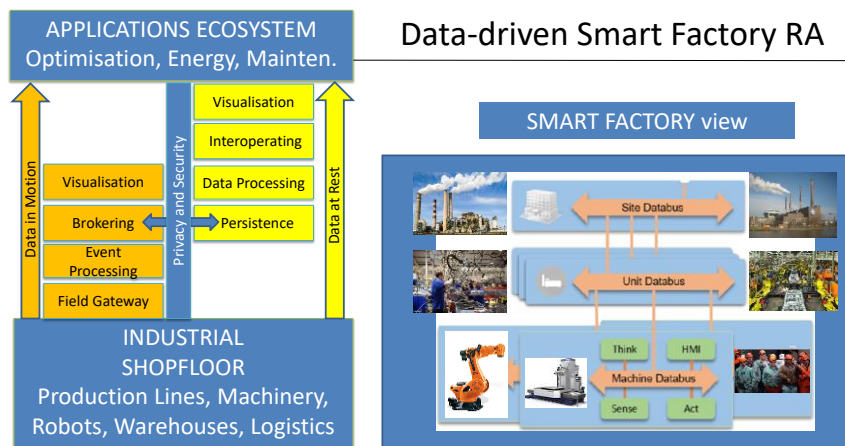 APPLICATIONS ECOSYSTEM
Optimisation, Energy, Mainten.
Data-driven Smart Factory RA
Data in Motion
Visualisation
Brokering
Event
Processing
Field Gateway
Privacy and Security
Visualisation
Interoperating
Data Processing
Persistence
Data at Rest
INDUSTRIAL
SHOPFLOOR
Production Lines, Machinery,
Robots, Warehouses, Logistics
SMART FACTORY view
Site Databus
Unit Databus
Think
HMI
Machine Databus
Sense
Act